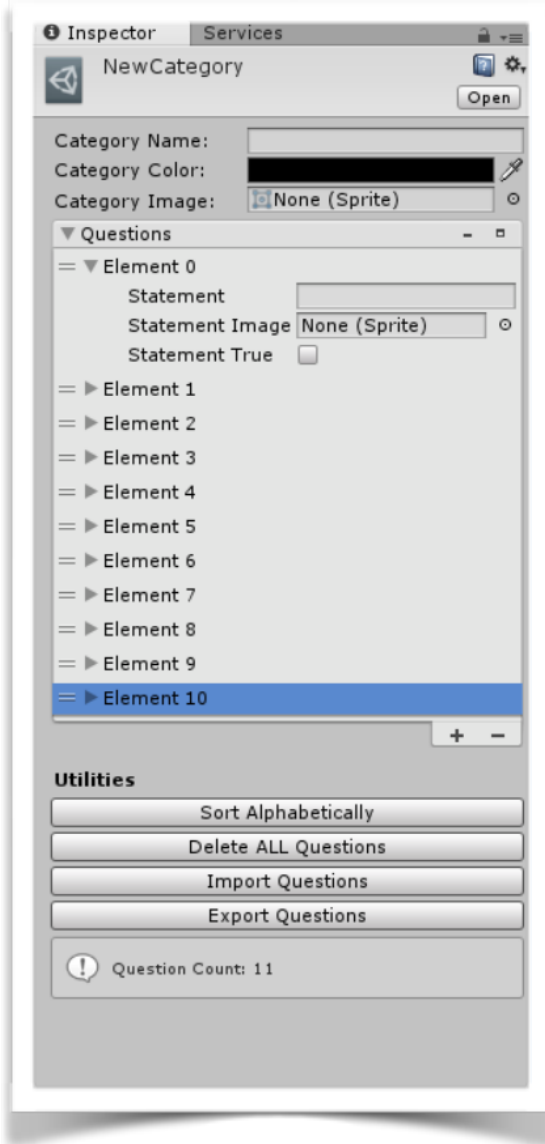 Inspector Services
NewCategory
Open
Category Name:
Category Color:
Category Image: None (Sprite)
Questions
Element 0
Statement
Statement Image None (Sprite)
Statement True
Element 1
Element 2
Element 3
Element 4
Element 5
Element 6
Element 7
Element 8
Element 9
Element 10
+ −
Utilities
Sort Alphabetically
Delete ALL Questions
Import Questions
Export Questions
Question Count: 11